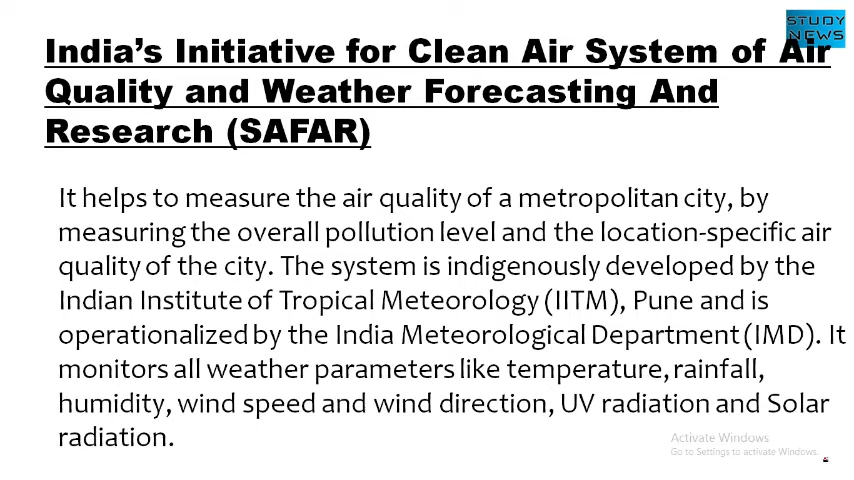 STUDY
NEWS
India's Initiative for Clean Air System of Air
Quality and Weather Forecasting And
Research (SAFAR)
It helps to measure the air quality of a metropolitan city, by
measuring the overall pollution level and the location-specific air
quality of the city. The system is indigenously developed by the
Indian Institute of Tropical Meteorology (IITM), Pune and is
operationalized by the India Meteorological Department (IMD). It
monitors all weather parameters like temperature, rainfall,
humidity, wind speed and wind direction, UV radiation and Solar
radiation.
Activate Windows
Go to Settings to activate Windows.